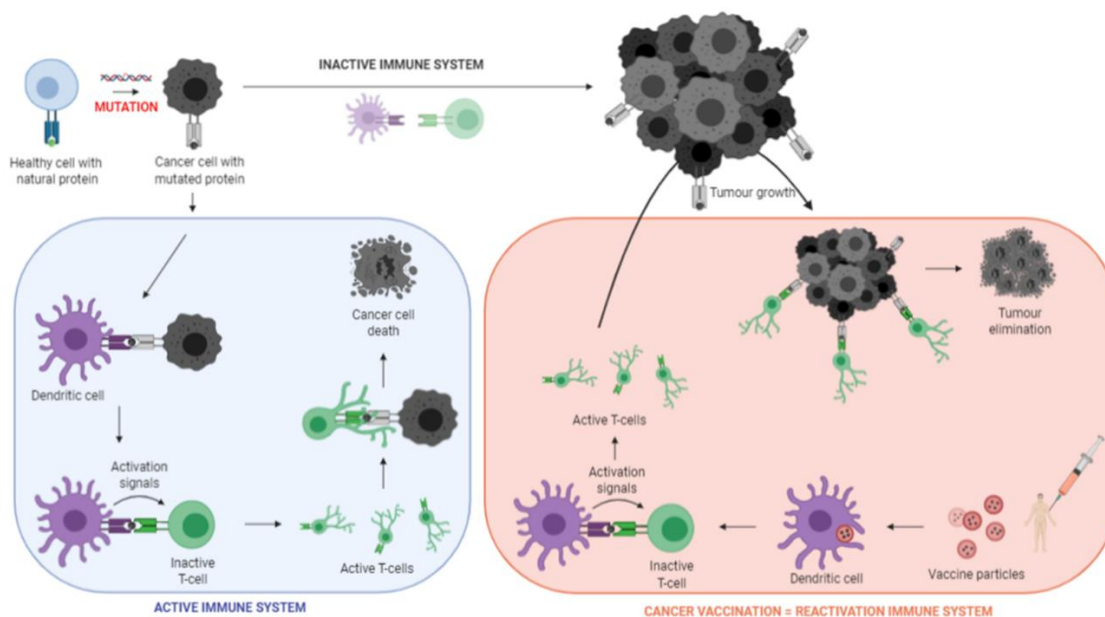 INACTIVE IMMUNE SYSTEM
MUTATION
Healthy cell with
natural protein
Cancer cell with
mutated protein
Tumour growth
Dendritic cell
Cancer cell
death
Activation
signals
Inactive
T-cell
Active T-cells
ACTIVE IMMUNE SYSTEM
Tumour
elimination
Active T-cells
Activation
signals
Inactive
T-cell
Dendritic cell
Vaccine particles
CANCER VACCINATION = REACTIVATION IMMUNE SYSTEM